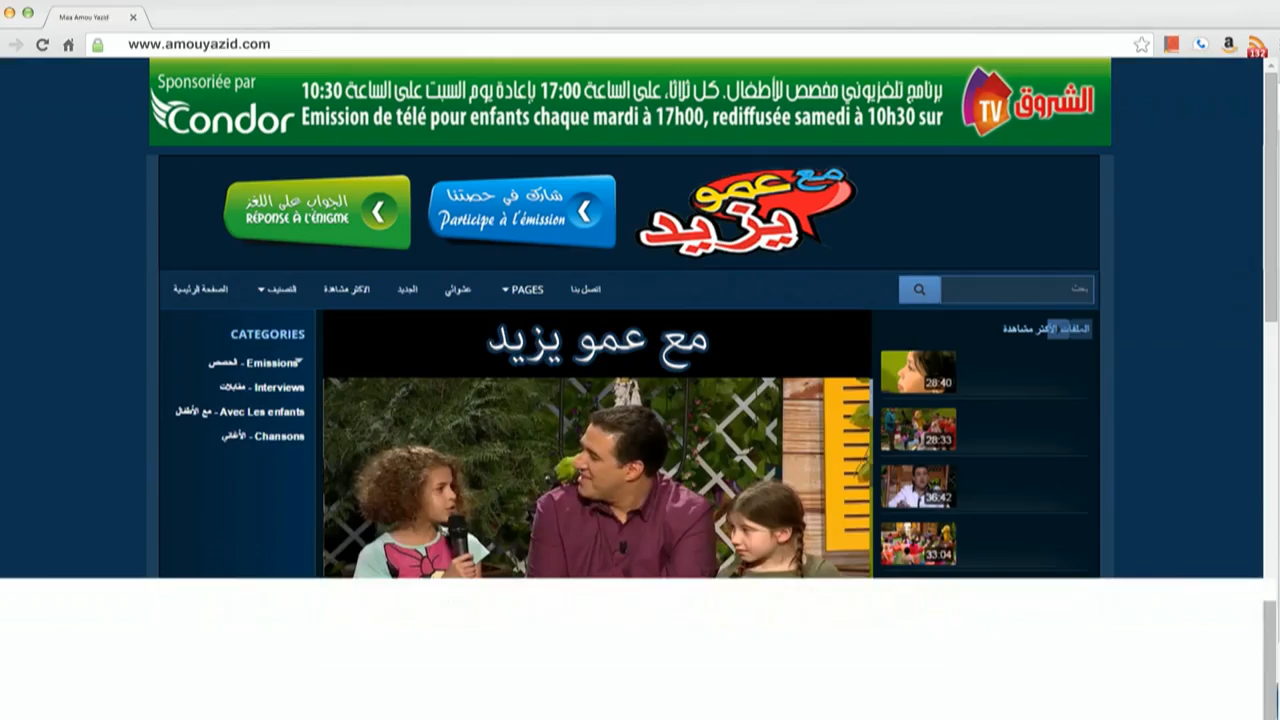 Maa Amou Yazid
www.amouyazid.com
132
Sponsoriée par
Condor
برنامج تلفزيوني مخصص للأطفال. كل ثلاثاء على الساعة 17:00 بإعادة يوم السبت على الساعة 10:30
Emission de télé pour enfants chaque mardi à 17h00, rediffusée samedi à 10h30 sur
الشروق TV
الجواب على اللغز
RÉPONSE À L'ÉNIGME
شارك في حصتنا
Participe à l'émission
مع عمو يزيد
الصفحة الرئيسية
التصنيف
الاكثر مشاهدة
الجديد
عشوائي
PAGES
اتصل بنا
بحث
CATEGORIES
الحصص - Emissions
مقابلات - Interviews
مع الأطفال - Avec Les enfants
الأغاني - Chansons
مع عمو يزيد
الملفات الأكثر مشاهدة
28:40
28:33
36:42
33:04